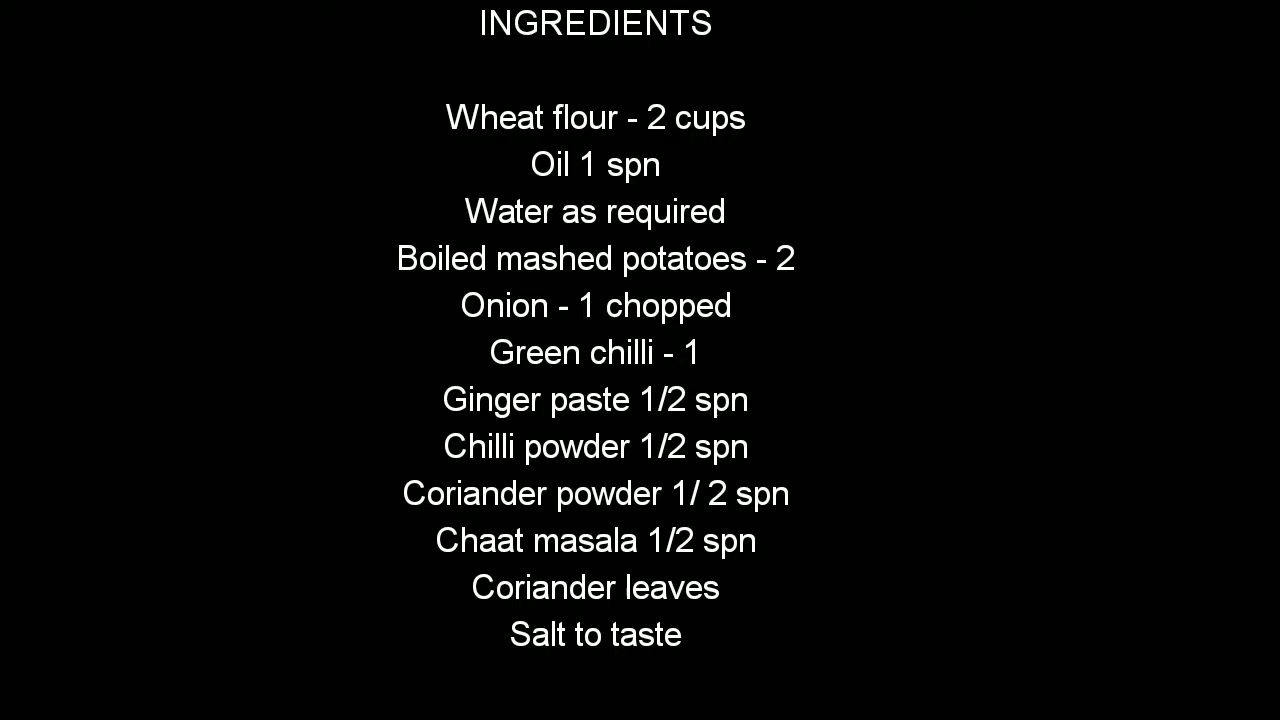 INGREDIENTS
Wheat flour - 2 cups
Oil 1 spn
Water as required
Boiled mashed potatoes - 2
Onion - 1 chopped
Green chilli - 1
Ginger paste 1/2 spn
Chilli powder 1/2 spn
Coriander powder 1/ 2 spn
Chaat masala 1/2 spn
Coriander leaves
Salt to taste